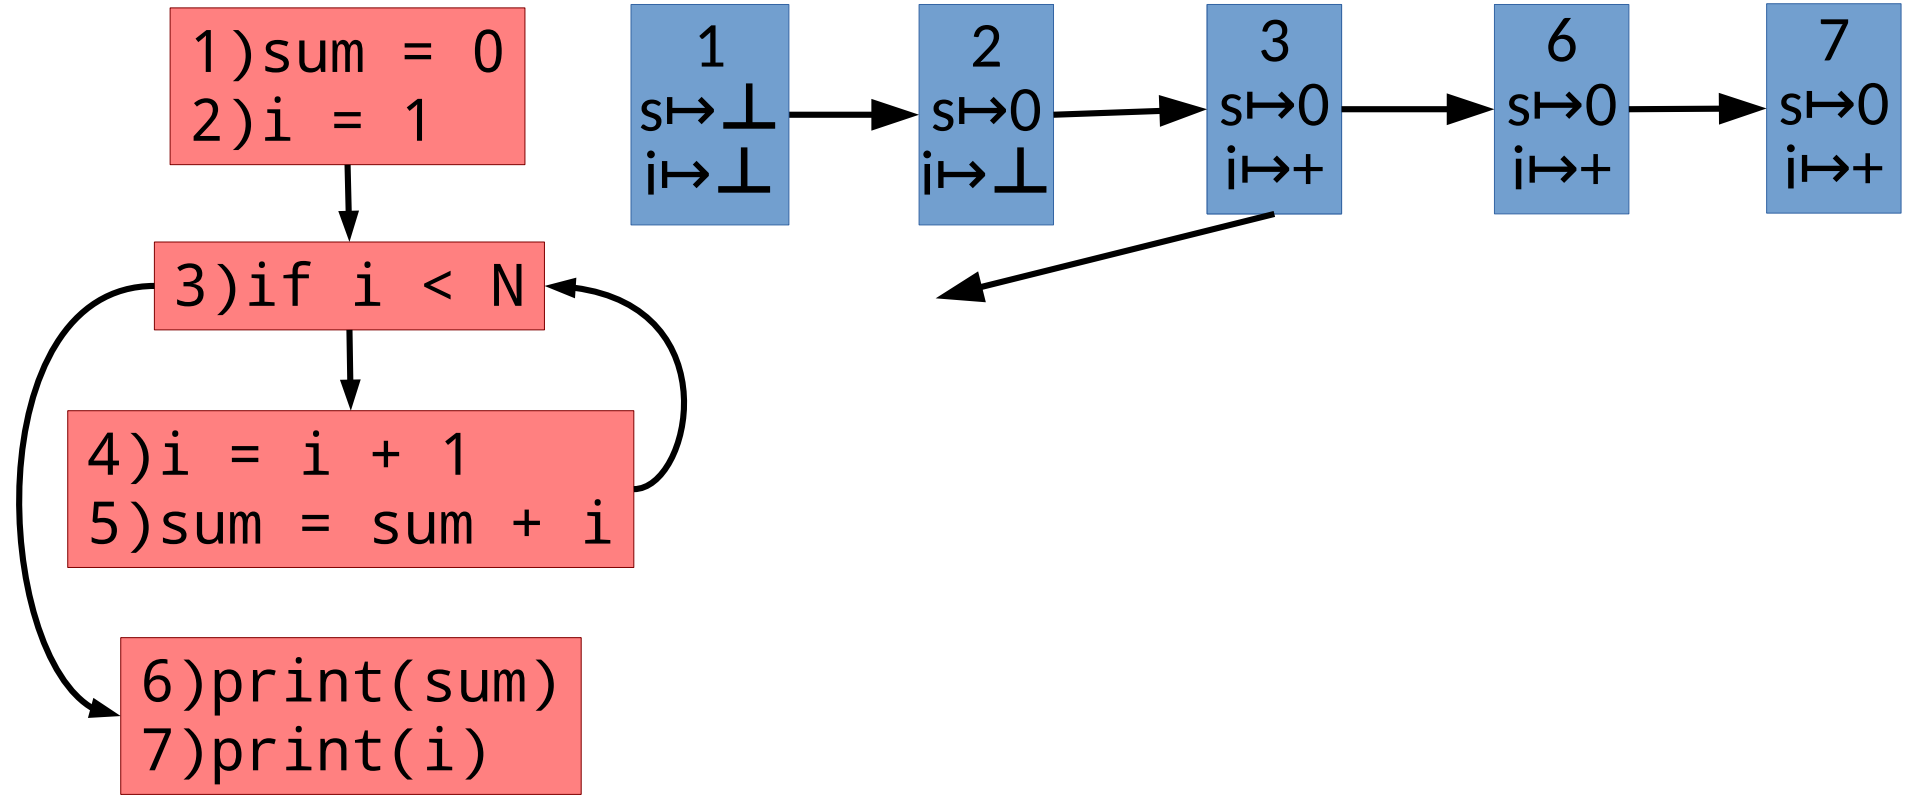 1)sum = 0
2)i = 1
3)if i < N
4)i = i + 1
5)sum = sum + i
6)print(sum)
7)print(i)
1
s↦⊥
i↦⊥
2
s↦0
i↦⊥
3
s↦0
i↦+
6
s↦0
i↦+
7
s↦0
i↦+